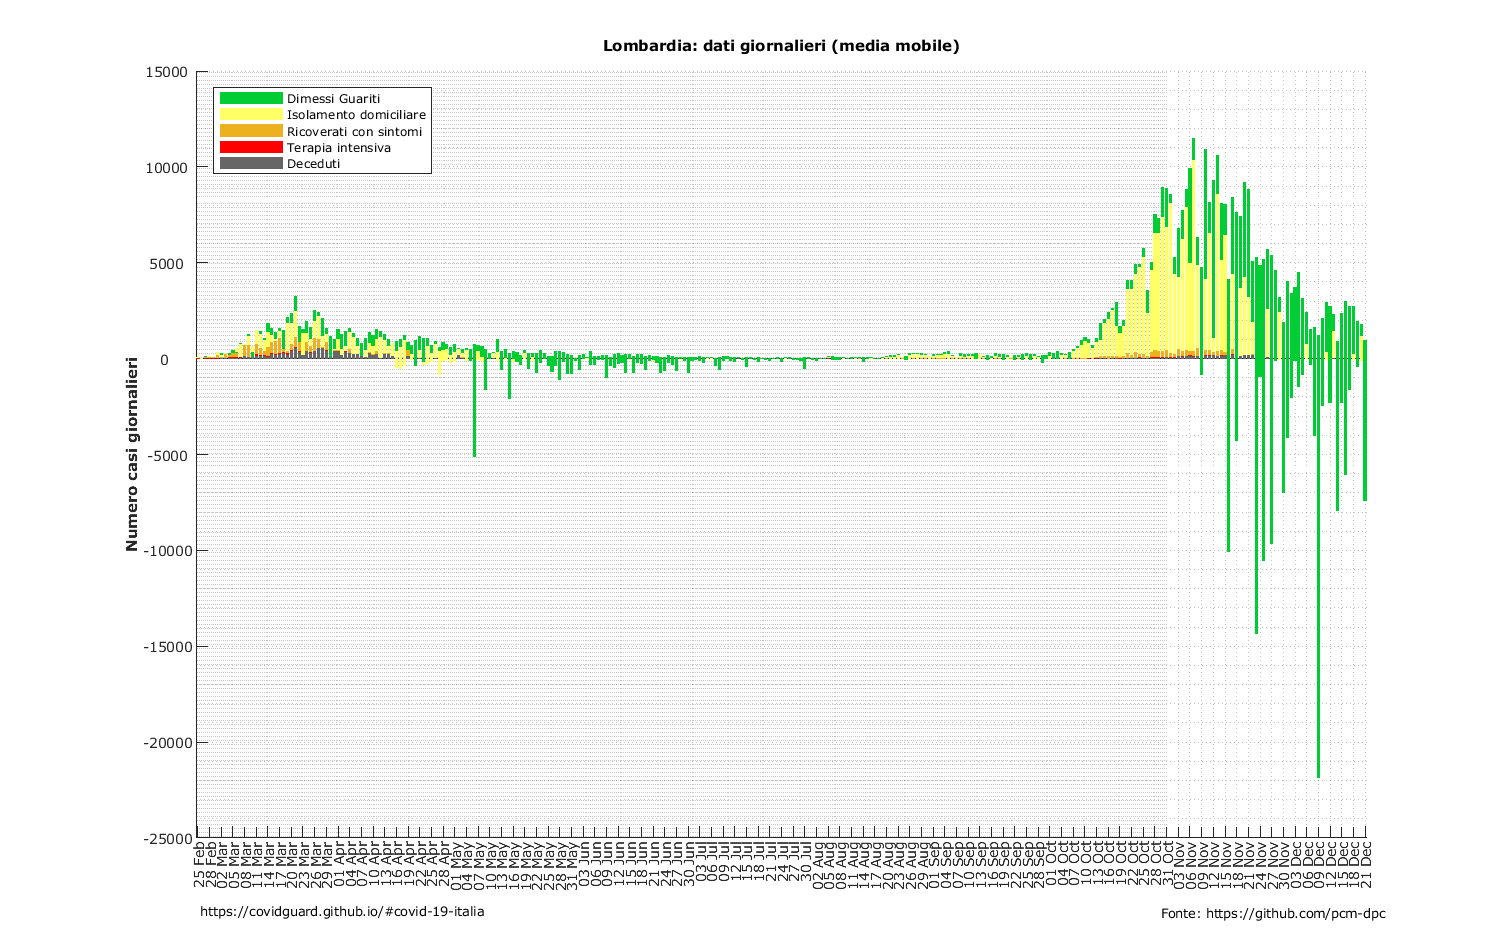 Lombardia: dati giornalieri (media mobile)
15000
10000
5000
0
-5000
-10000
-15000
-20000
-25000
Numero casi giornalieri
Dimessi Guariti
Isolamento domiciliare
Ricoverati con sintomi
Terapia intensiva
Deceduti
25 Feb
28 Feb
02 Mar
05 Mar
08 Mar
11 Mar
14 Mar
17 Mar
20 Mar
23 Mar
26 Mar
29 Mar
01 Apr
04 Apr
07 Apr
10 Apr
13 Apr
16 Apr
19 Apr
22 Apr
25 Apr
28 Apr
01 May
04 May
07 May
10 May
13 May
16 May
19 May
22 May
25 May
28 May
31 May
03 Jun
06 Jun
09 Jun
12 Jun
15 Jun
18 Jun
21 Jun
24 Jun
27 Jun
30 Jun
03 Jul
06 Jul
09 Jul
12 Jul
15 Jul
18 Jul
21 Jul
24 Jul
27 Jul
30 Jul
02 Aug
05 Aug
08 Aug
11 Aug
14 Aug
17 Aug
20 Aug
23 Aug
26 Aug
29 Aug
01 Sep
04 Sep
07 Sep
10 Sep
13 Sep
16 Sep
19 Sep
22 Sep
25 Sep
28 Sep
01 Oct
04 Oct
07 Oct
10 Oct
13 Oct
16 Oct
19 Oct
22 Oct
25 Oct
28 Oct
31 Oct
03 Nov
06 Nov
09 Nov
12 Nov
15 Nov
18 Nov
21 Nov
24 Nov
27 Nov
30 Nov
03 Dec
06 Dec
09 Dec
12 Dec
15 Dec
18 Dec
21 Dec
https://covidguard.github.io/#covid-19-italia
Fonte: https://github.com/pcm-dpc